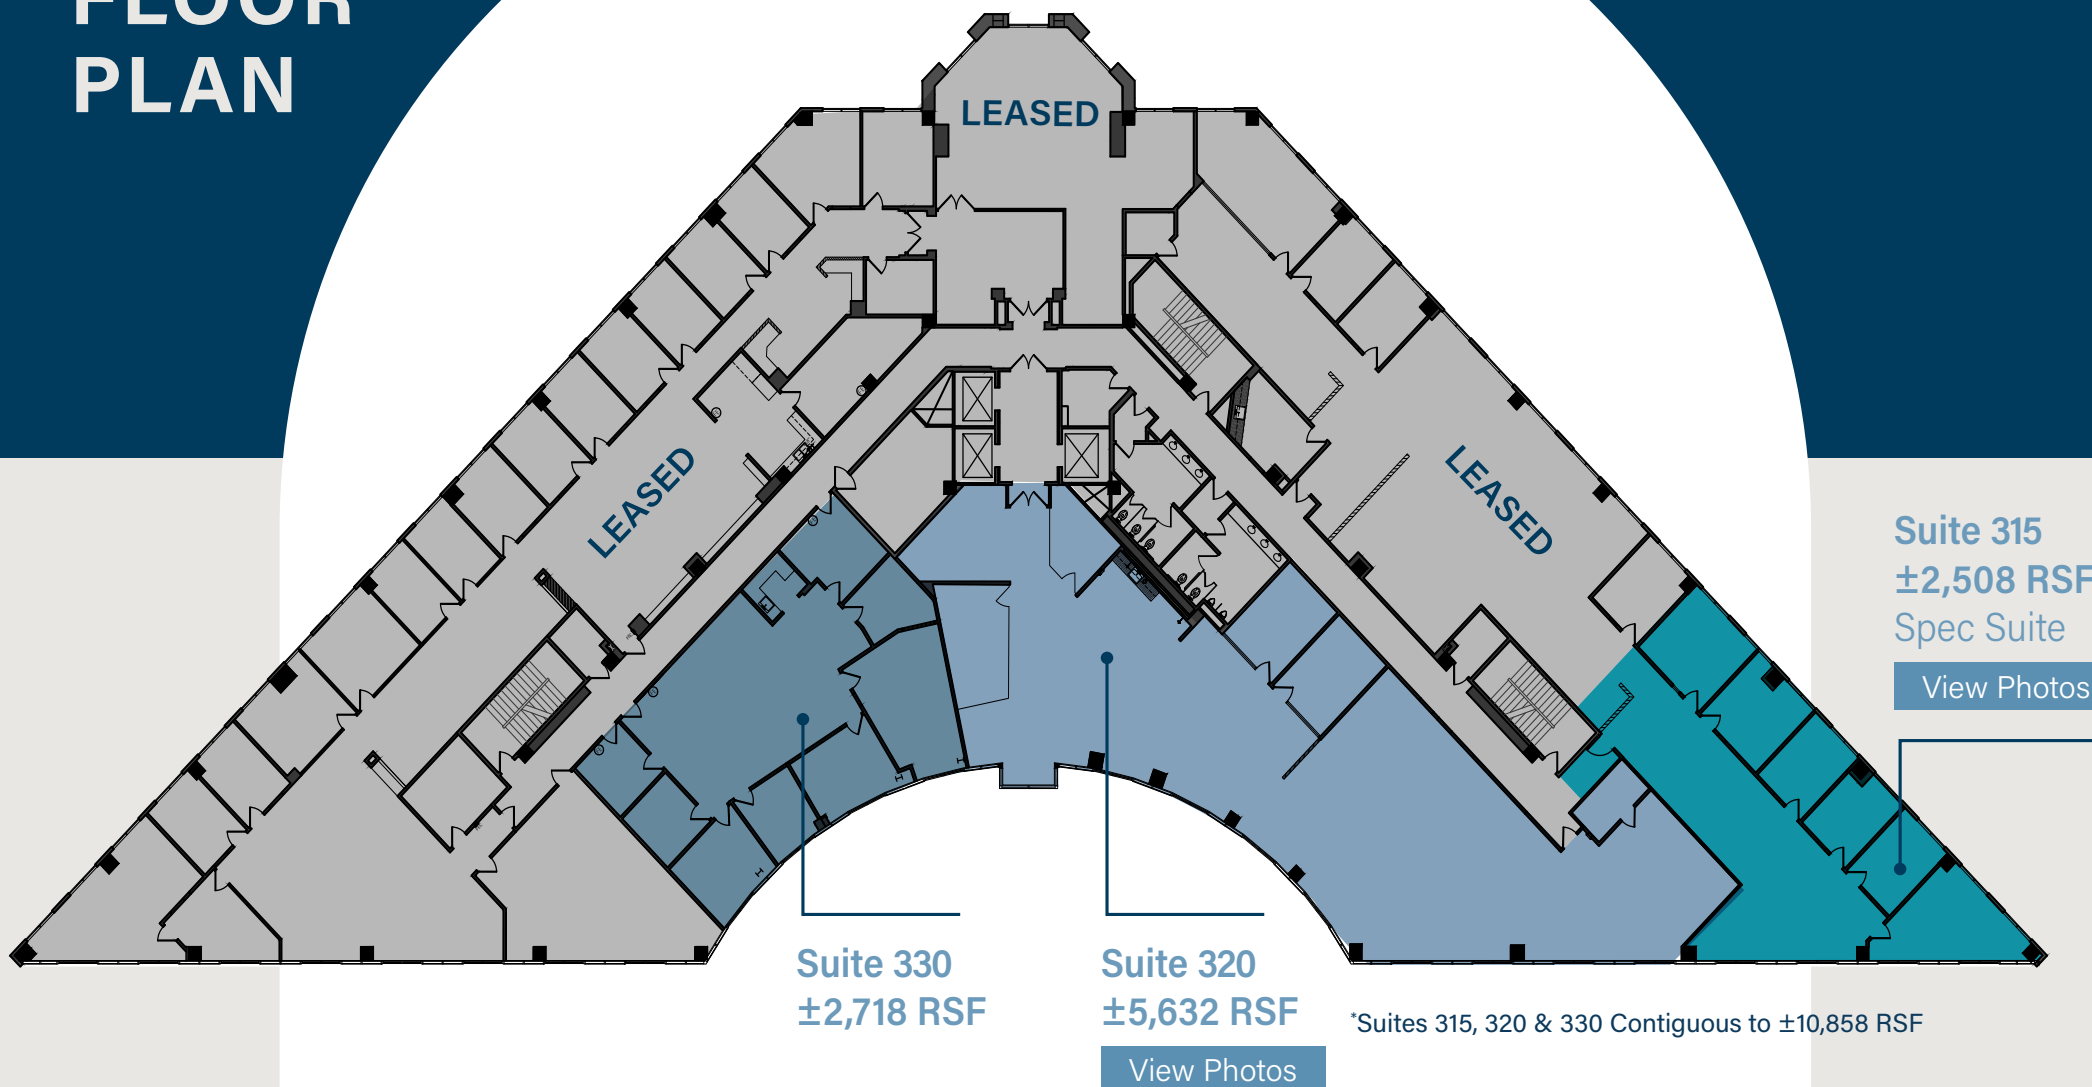 FLOOR
PLAN
LEASED
LEASED
LEASED
Suite 315
±2,508 RSF
Spec Suite
View Photos
Suite 330
±2,718 RSF
Suite 320
±5,632 RSF
View Photos
*Suites 315, 320 & 330 Contiguous to ±10,858 RSF